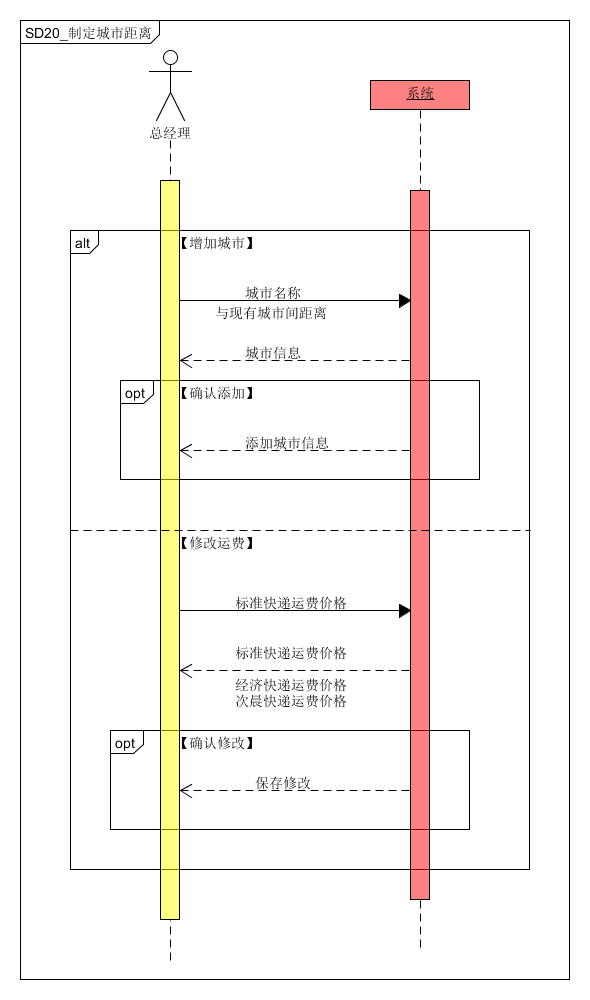 SD20_制定城市距离
系统
总经理
alt
【增加城市】
城市名称
与现有城市间距离
城市信息
opt
【确认添加】
添加城市信息
【修改运费】
标准快递运费价格
标准快递运费价格
经济快递运费价格
次晨快递运费价格
opt
【确认修改】
保存修改